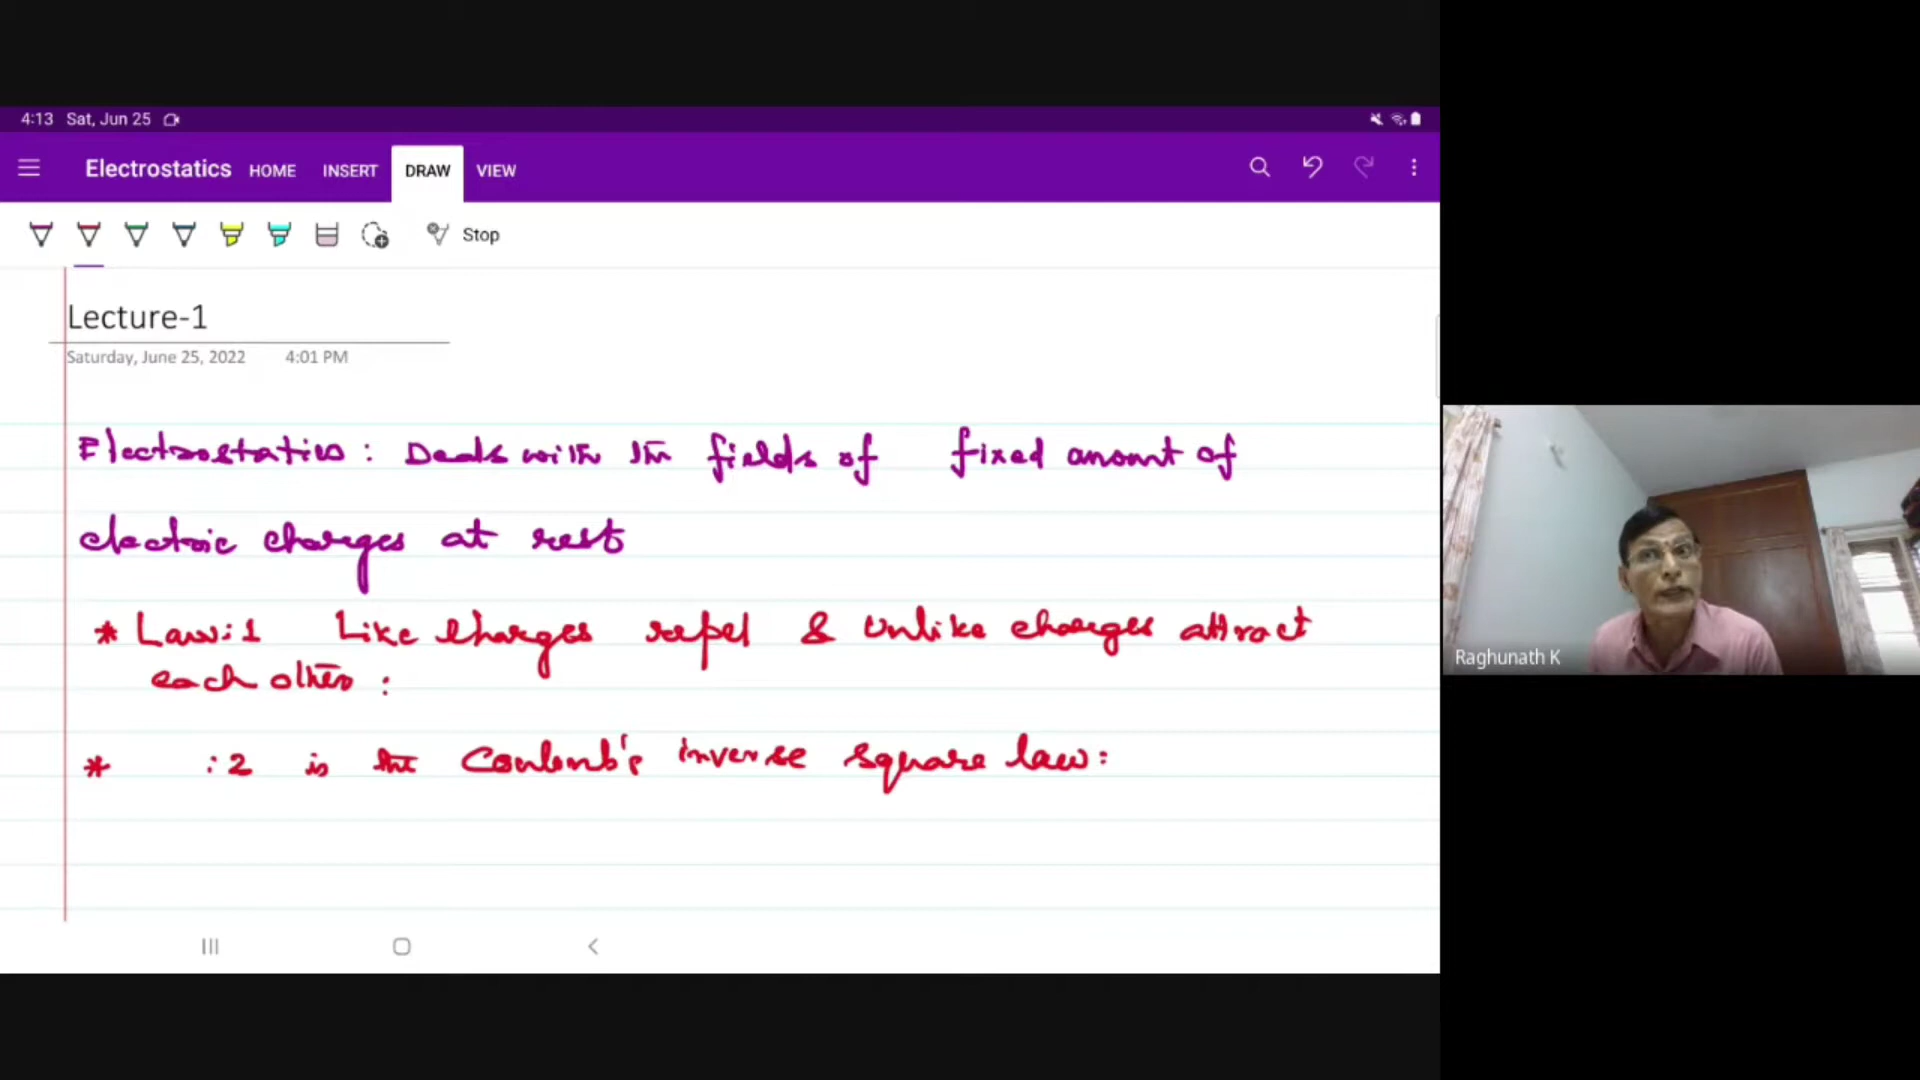 4:13 Sat, Jun 25
Electrostatics HOME INSERT DRAW VIEW
Stop
Lecture-1
Saturday, June 25, 2022 4:01 PM
Electrostatics : Deals with the fields of fixed amount of
electric charges at rest
* Law:1 Like charges repel & Unlike charges attract
each other :
* :2 is the Coulomb's inverse square law:
Raghunath K